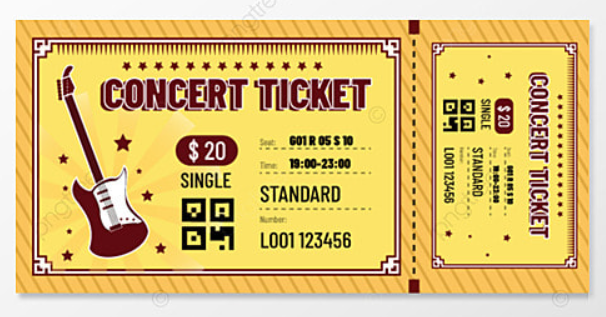 CONCERT TICKET
$ 20
SINGLE
Seat: G01 R 05 S 10
Time: 19:00-23:00
STANDARD
Number:
L001 123456
CONCERT TICKET
G01 R 05 S 10
19:00-23:00
STANDARD
$ 20
SINGLE
L001 123456